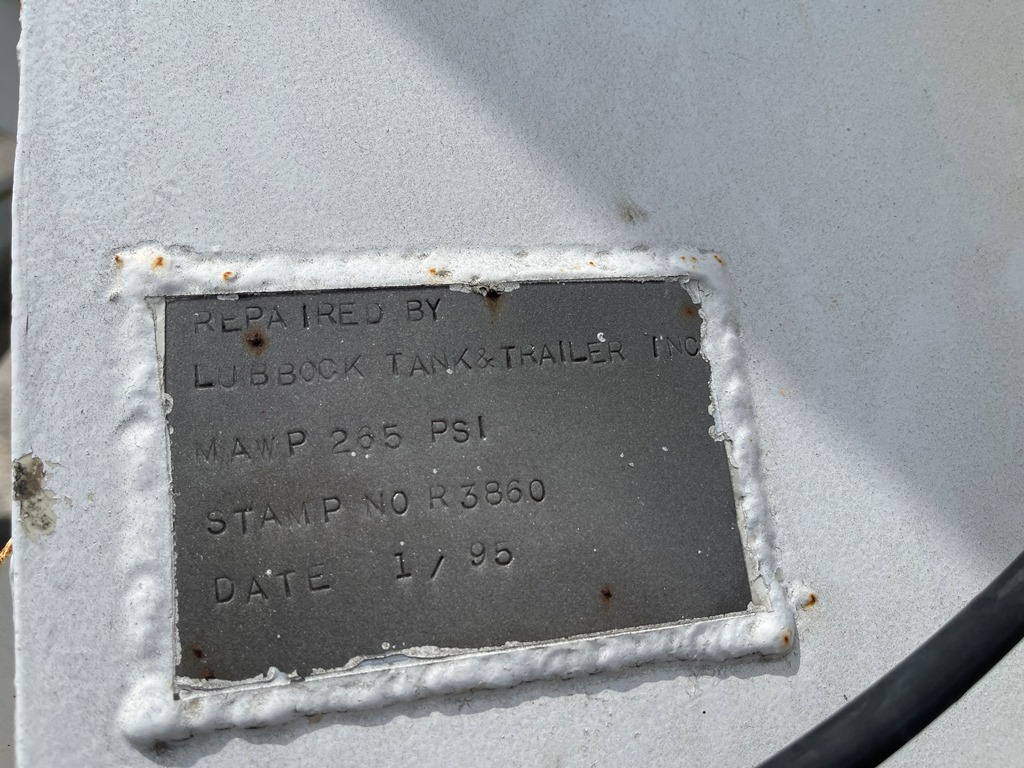 REPAIRED BY
LUBBOCK TANK&TRAILER INC
MAWP 265 PSI
STAMP NO R3860
DATE 1/95